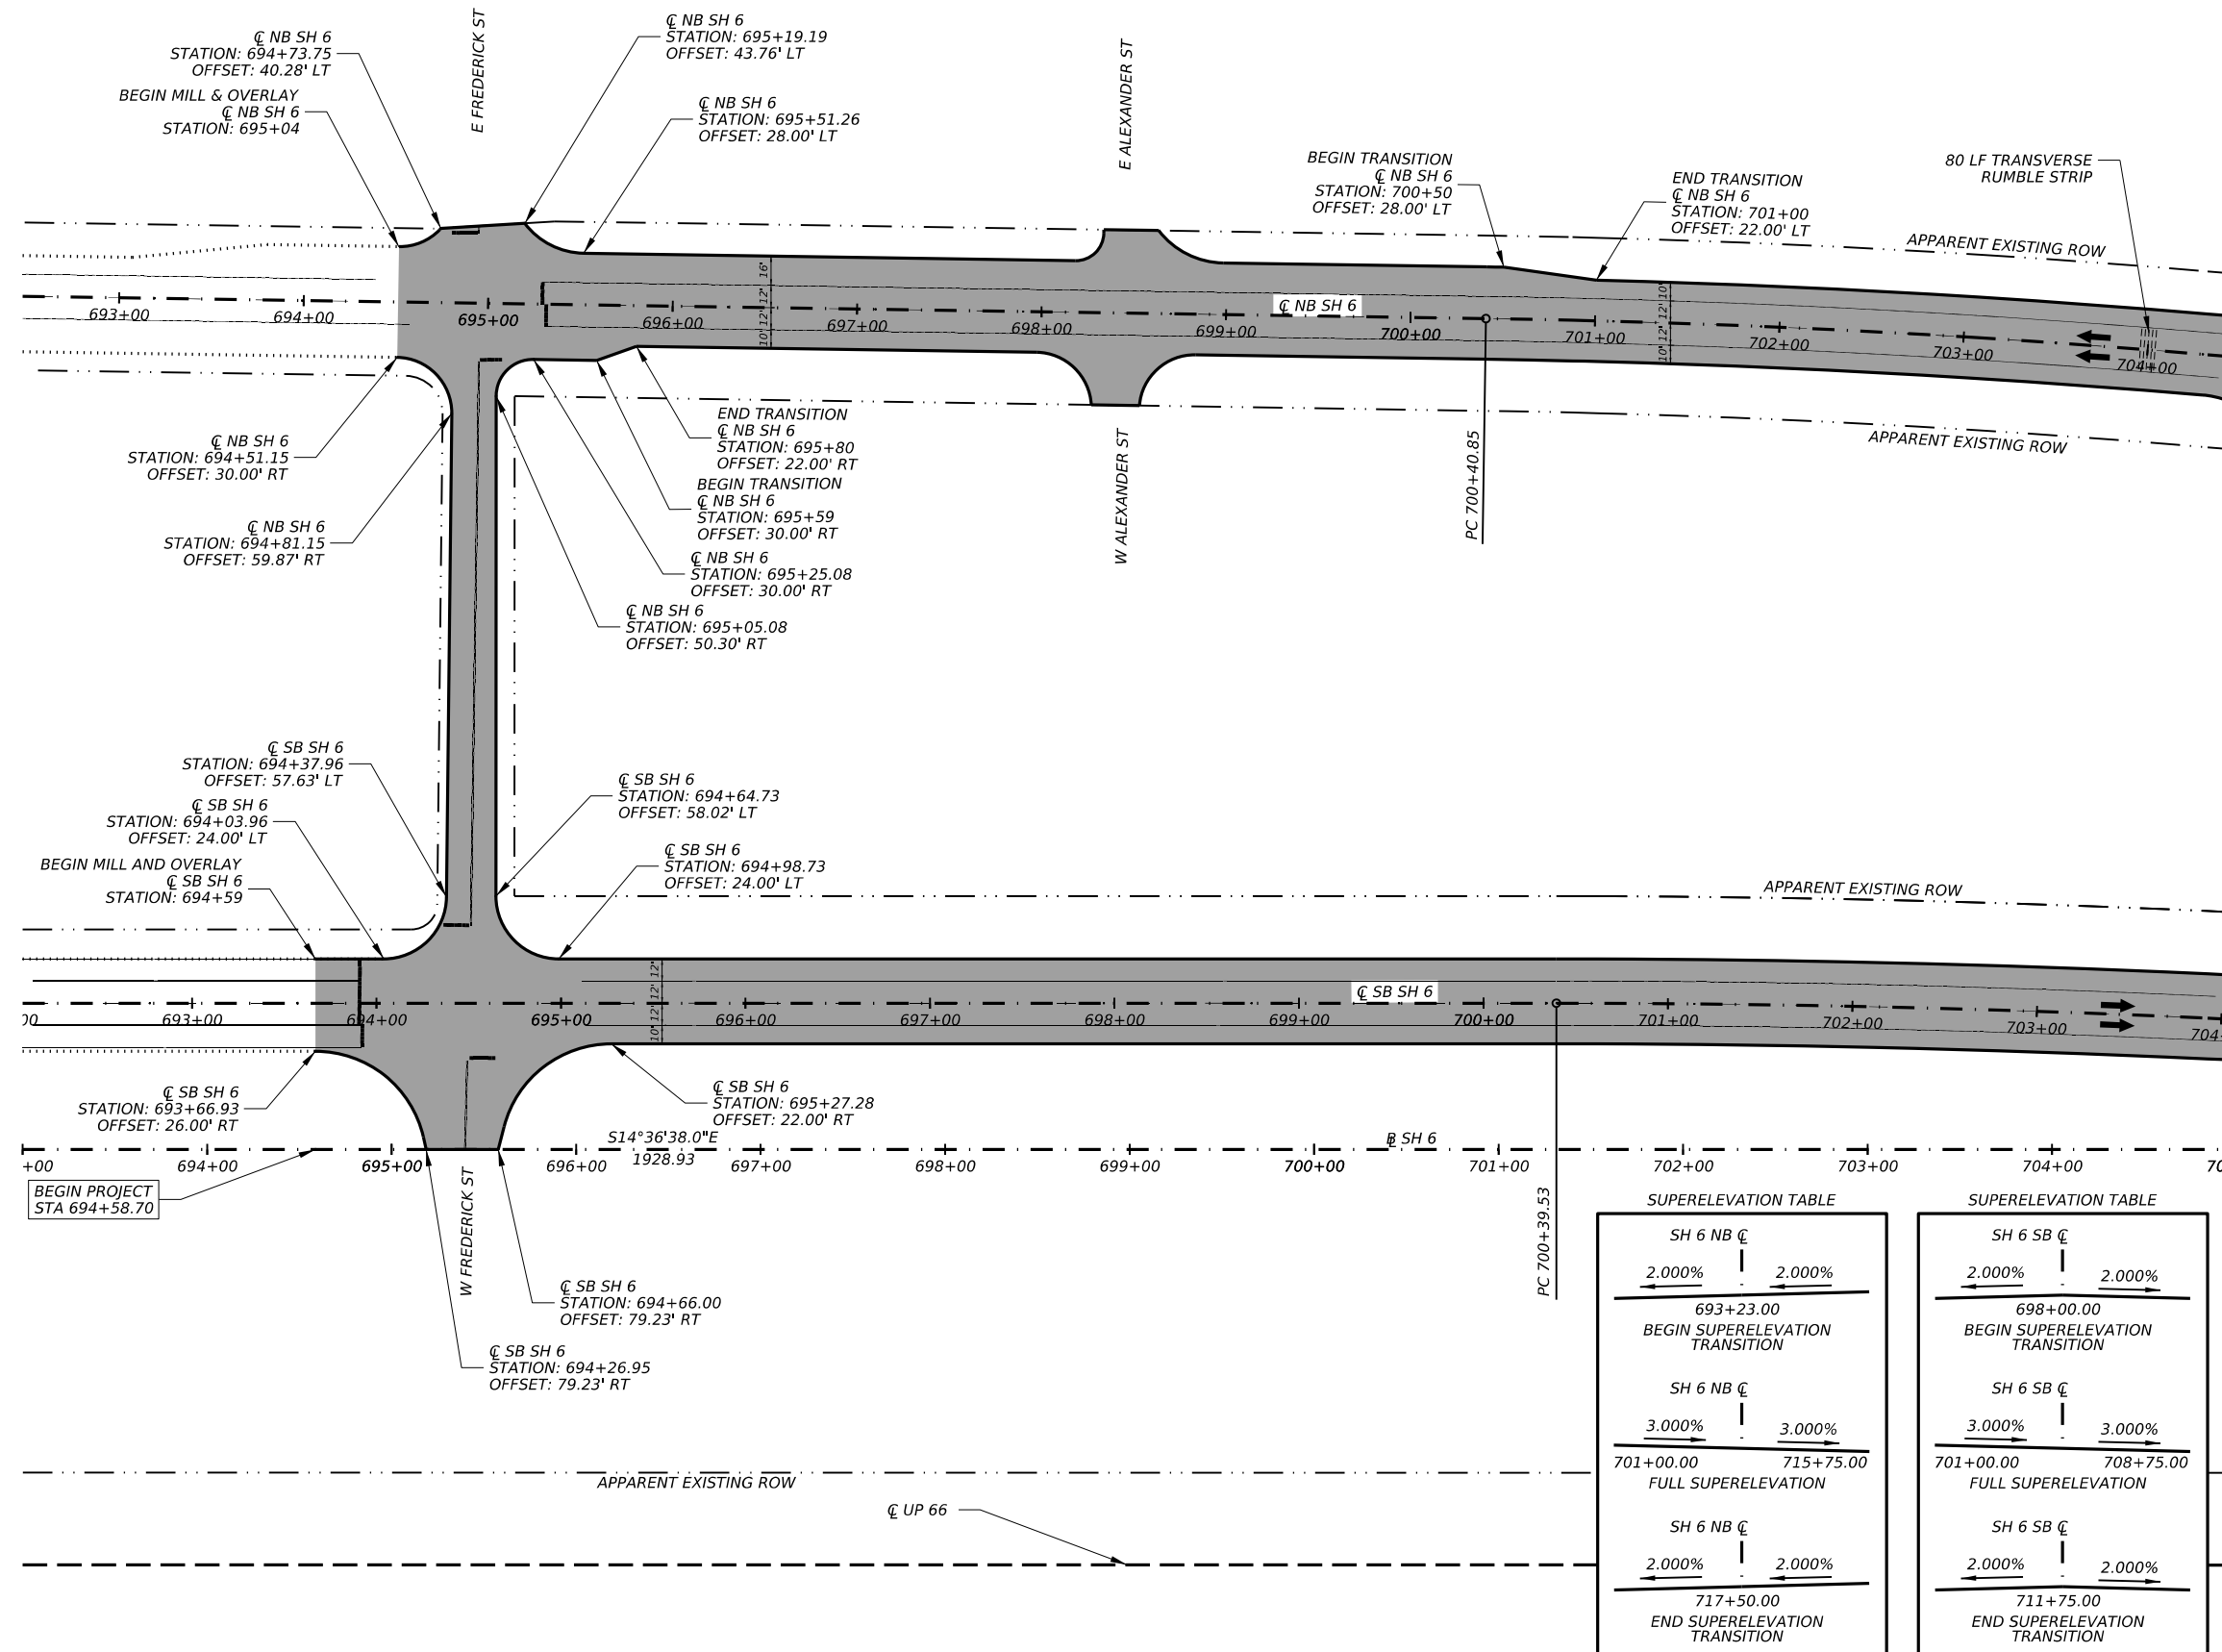 ℄ NB SH 6
STATION: 694+73.75
OFFSET: 40.28' LT
BEGIN MILL & OVERLAY
℄ NB SH 6
STATION: 695+04
E FREDERICK ST
℄ NB SH 6
STATION: 695+19.19
OFFSET: 43.76' LT
℄ NB SH 6
STATION: 695+51.26
OFFSET: 28.00' LT
E ALEXANDER ST
BEGIN TRANSITION
℄ NB SH 6
STATION: 700+50
OFFSET: 28.00' LT
END TRANSITION
℄ NB SH 6
STATION: 701+00
OFFSET: 22.00' LT
80 LF TRANSVERSE
RUMBLE STRIP
APPARENT EXISTING ROW
693+00
694+00
695+00
696+00
697+00
698+00
699+00
700+00
701+00
702+00
703+00
704+00
10' 12' 12' 16'
℄ NB SH 6
10' 12' 12' 10'
APPARENT EXISTING ROW
℄ NB SH 6
STATION: 694+51.15
OFFSET: 30.00' RT
℄ NB SH 6
STATION: 694+81.15
OFFSET: 59.87' RT
END TRANSITION
℄ NB SH 6
STATION: 695+80
OFFSET: 22.00' RT
BEGIN TRANSITION
℄ NB SH 6
STATION: 695+59
OFFSET: 30.00' RT
℄ NB SH 6
STATION: 695+25.08
OFFSET: 30.00' RT
℄ NB SH 6
STATION: 695+05.08
OFFSET: 50.30' RT
W ALEXANDER ST
PC 700+40.85
℄ SB SH 6
STATION: 694+37.96
OFFSET: 57.63' LT
℄ SB SH 6
STATION: 694+03.96
OFFSET: 24.00' LT
BEGIN MILL AND OVERLAY
℄ SB SH 6
STATION: 694+59
℄ SB SH 6
STATION: 694+64.73
OFFSET: 58.02' LT
℄ SB SH 6
STATION: 694+98.73
OFFSET: 24.00' LT
APPARENT EXISTING ROW
10' 12' 12' 12'
℄ SB SH 6
00
693+00
694+00
695+00
696+00
697+00
698+00
699+00
700+00
701+00
702+00
703+00
704+
℄ SB SH 6
STATION: 693+66.93
OFFSET: 26.00' RT
℄ SB SH 6
STATION: 695+27.28
OFFSET: 22.00' RT
S14°36'38.0"E
1928.93
B̵L SH 6
+00
694+00
695+00
696+00
697+00
698+00
699+00
700+00
701+00
702+00
703+00
704+00
70
BEGIN PROJECT
STA 694+58.70
W FREDERICK ST
PC 700+39.53
℄ SB SH 6
STATION: 694+66.00
OFFSET: 79.23' RT
℄ SB SH 6
STATION: 694+26.95
OFFSET: 79.23' RT
APPARENT EXISTING ROW
℄ UP 66
SUPERELEVATION TABLE
SH 6 NB ℄
2.000% 2.000%
693+23.00
BEGIN SUPERELEVATION
TRANSITION
SH 6 NB ℄
3.000% 3.000%
701+00.00 715+75.00
FULL SUPERELEVATION
SH 6 NB ℄
2.000% 2.000%
717+50.00
END SUPERELEVATION
TRANSITION
SUPERELEVATION TABLE
SH 6 SB ℄
2.000% 2.000%
698+00.00
BEGIN SUPERELEVATION
TRANSITION
SH 6 SB ℄
3.000% 3.000%
701+00.00 708+75.00
FULL SUPERELEVATION
SH 6 SB ℄
2.000% 2.000%
711+75.00
END SUPERELEVATION
TRANSITION